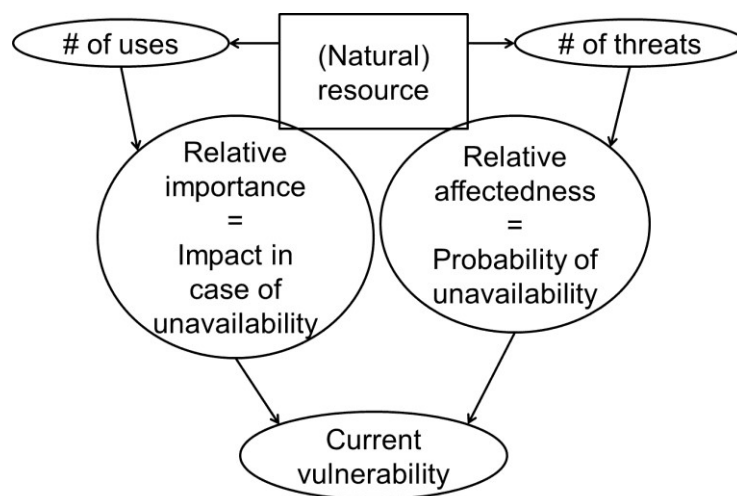 # of uses
(Natural)
resource
# of threats
Relative
importance
=
Impact in
case of
unavailability
Relative
affectedness
=
Probability of
unavailability
Current
vulnerability